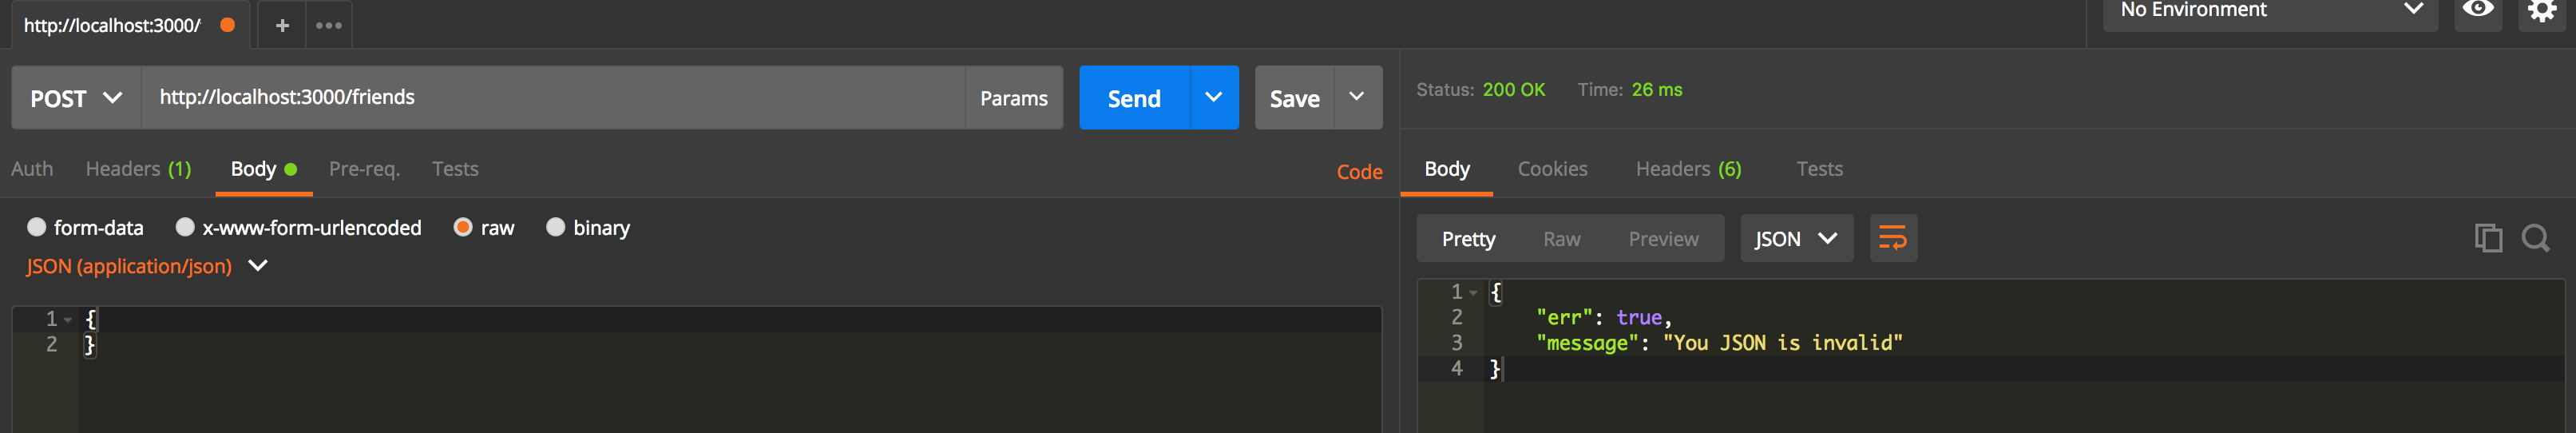 http://localhost:3000/
No Environment
POST http://localhost:3000/friends Params Send Save
Status: 200 OK Time: 26 ms
Auth Headers (1) Body Pre-req. Tests Code
Body Cookies Headers (6) Tests
form-data x-www-form-urlencoded raw binary
JSON (application/json)
Pretty Raw Preview JSON
1 {
2 }
1 {
2 "err": true,
3 "message": "You JSON is invalid"
4 }